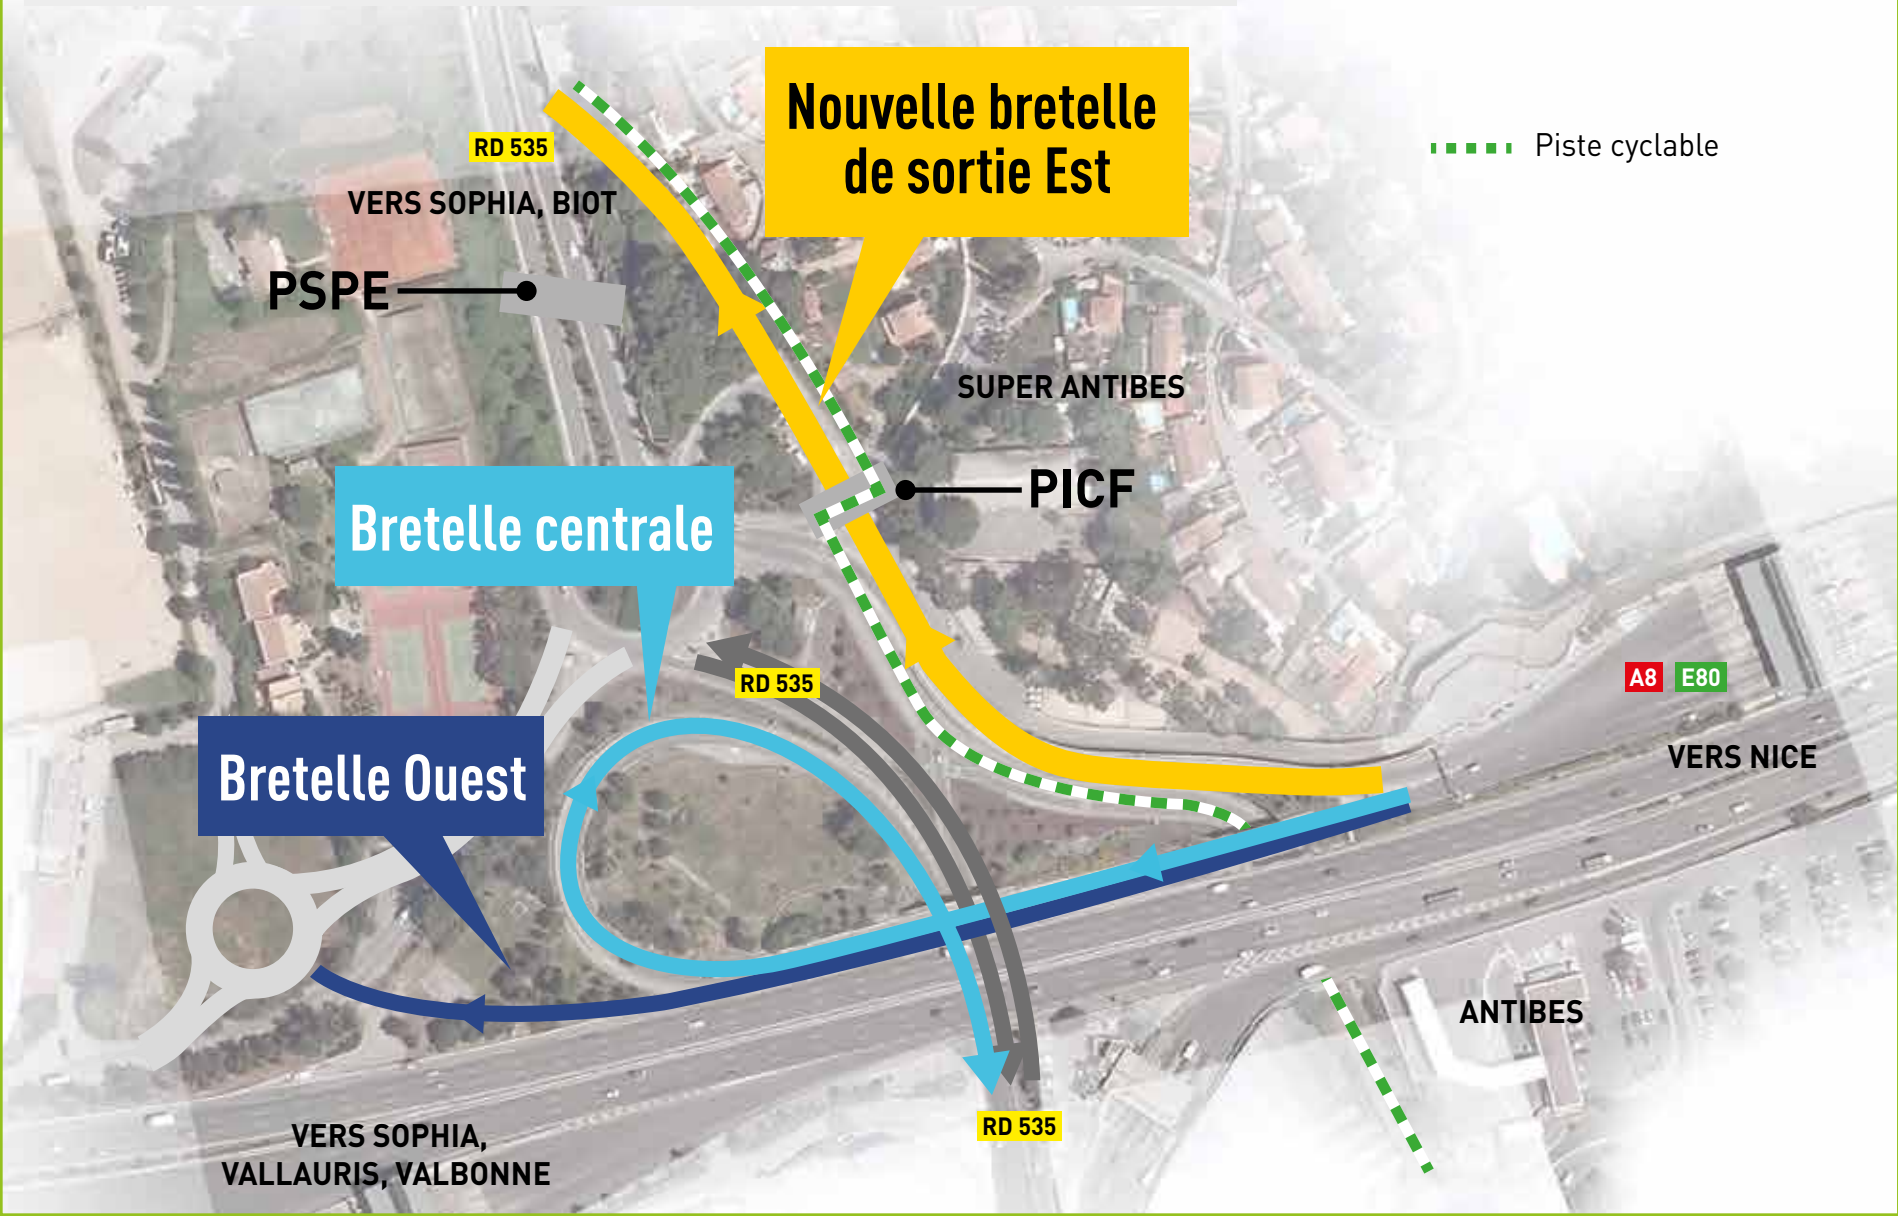 Nouvelle bretelle
de sortie Est
RD 535
Piste cyclable
VERS SOPHIA, BIOT
PSPE
SUPER ANTIBES
PICF
Bretelle centrale
RD 535
A8 E80
VERS NICE
Bretelle Ouest
ANTIBES
RD 535
VERS SOPHIA,
VALLAURIS, VALBONNE